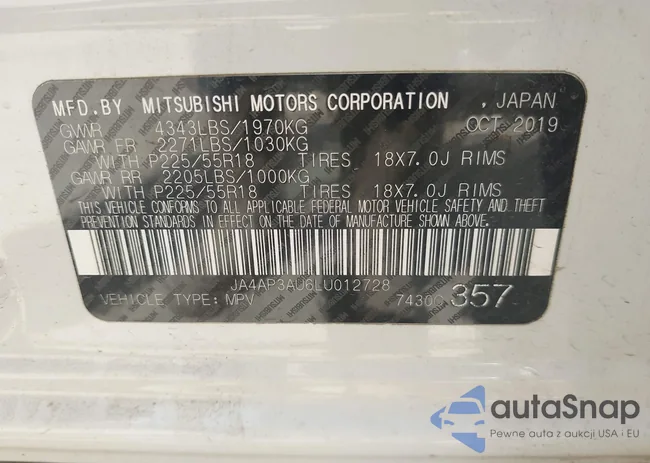 MFD.BY MITSUBISHI MOTORS CORPORATION , JAPAN
GVWR 4343LBS/1970KG OCT-2019
GAWR FR 2271LBS/1030KG
WITH P225/55R18 TIRES 18X7.0J RIMS
GAWR RR 2205LBS/1000KG
WITH P225/55R18 TIRES 18X7.0J RIMS
THIS VEHICLE CONFORMS TO ALL APPLICABLE FEDERAL MOTOR VEHICLE SAFETY AND THEFT
PREVENTION STANDARDS IN EFFECT ON THE DATE OF MANUFACTURE SHOWN ABOVE.
JA4AP3AU6LU012728
VEHICLE TYPE: MPV 74300 357
autaSnap
Pewne auta z aukcji USA i EU